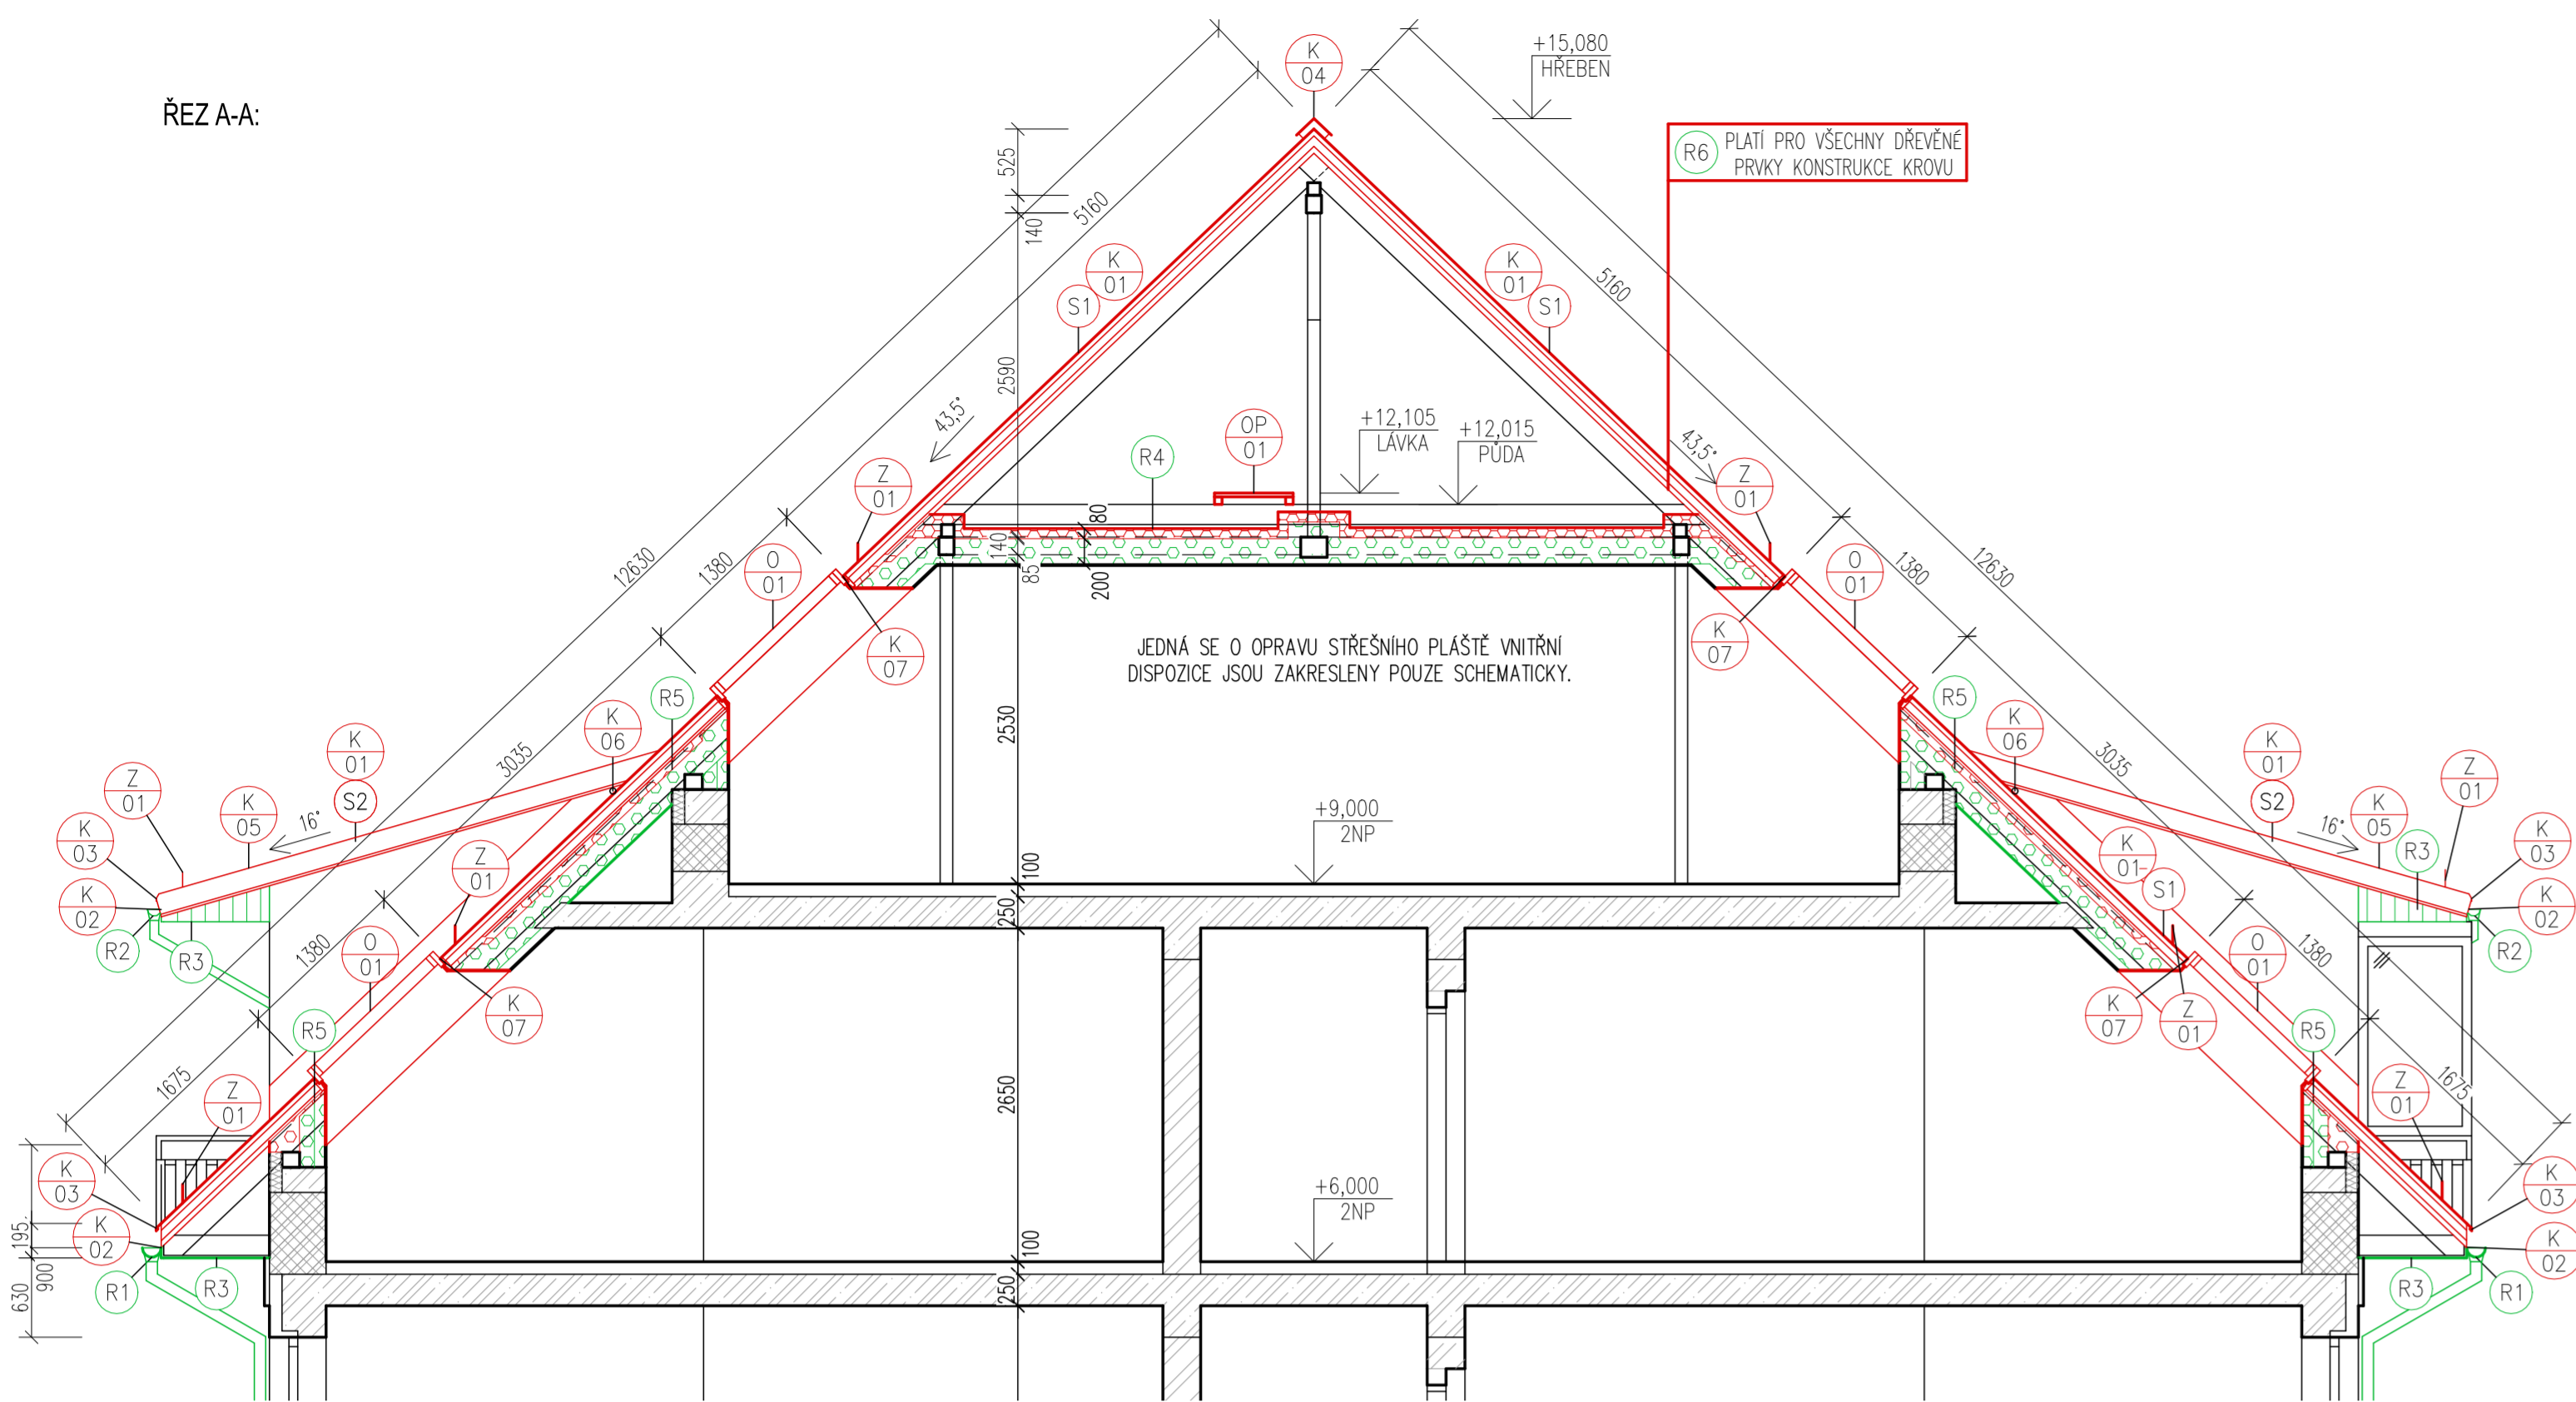 ŘEZ A-A:
K
04
+15,080
HŘEBEN
R6
PLATÍ PRO VŠECHNY DŘEVĚNÉ
PRVKY KONSTRUKCE KROVU
525
140
2590
5160
5160
12630
12630
K
01
S1
K
01
S1
43,5°
43,5°
OP
01
R4
+12,105
LÁVKA
+12,015
PŮDA
Z
01
Z
01
80
140
85
200
1380
1380
O
01
O
01
K
07
K
07
JEDNÁ SE O OPRAVU STŘEŠNÍHO PLÁŠTĚ VNITŘNÍ
DISPOZICE JSOU ZAKRESLENY POUZE SCHEMATICKY.
R5
R5
K
06
K
06
3035
3035
2530
K
01
S2
K
01
S2
Z
01
Z
01
K
05
K
05
16°
16°
K
03
K
03
K
02
K
02
R2
R3
R3
R2
Z
01
K
01
S1
+9,000
2NP
100
250
O
01
O
01
1380
1380
K
07
K
07
Z
01
R5
R5
1675
1675
2650
Z
01
Z
01
K
03
K
03
K
02
K
02
+6,000
2NP
100
250
195
630
900
R1
R3
R3
R1